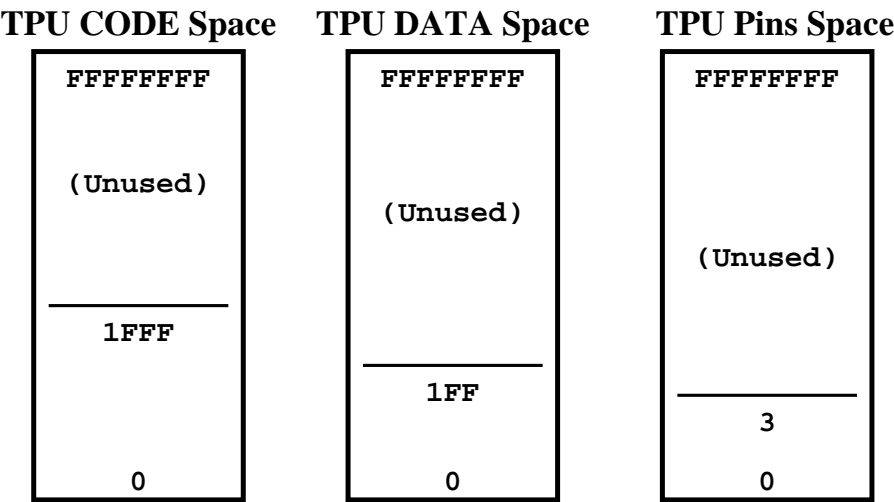 TPU CODE Space
TPU DATA Space
TPU Pins Space
FFFFFFFF
(Unused)
1FFF
0
FFFFFFFF
(Unused)
1FF
0
FFFFFFFF
(Unused)
3
0